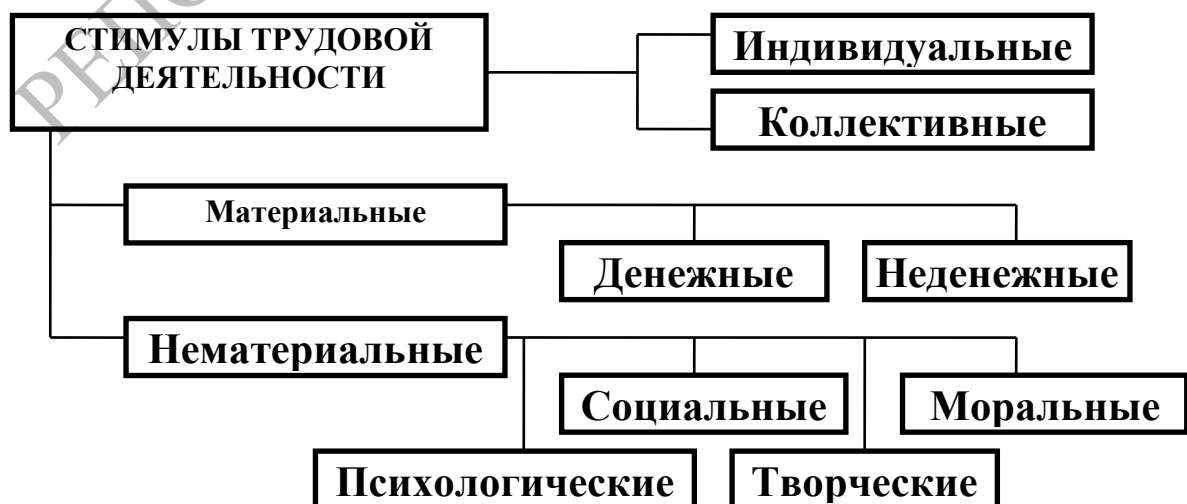 СТИМУЛЫ ТРУДОВОЙ
ДЕЯТЕЛЬНОСТИ
Индивидуальные
Коллективные
Материальные
Денежные
Неденежные
Нематериальные
Социальные
Моральные
Психологические
Творческие